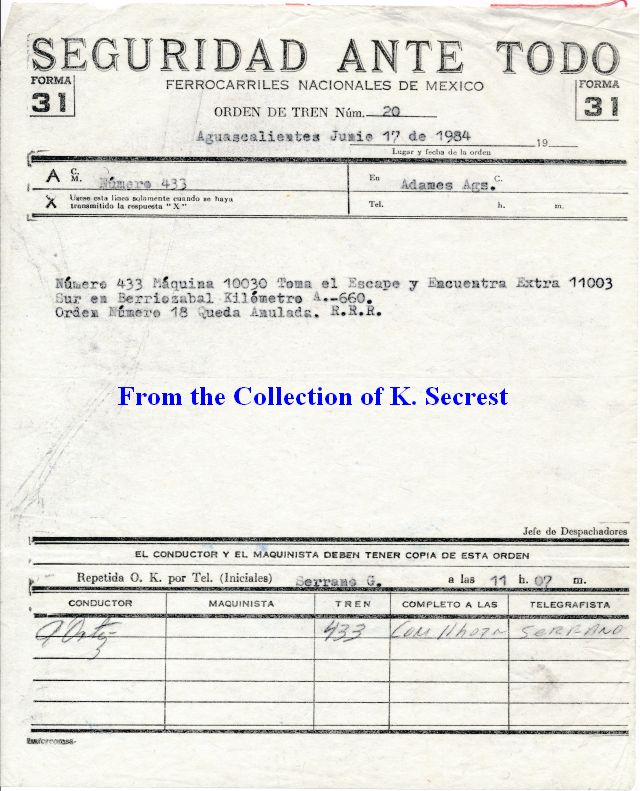 SEGURIDAD ANTE TODO
FORMA
31
FERROCARRILES NACIONALES DE MEXICO
FORMA
31
ORDEN DE TREN Núm. 20
Aguascalientes Junio 17 de 1984 19
Lugar y fecha de la orden
A C. M. Número 433
En Adames Ags. C.
X Usese esta linea solamente cuando se haya
transmitido la respuesta "X"
Tel. h. m.
Número 433 Máquina 10030 Toma el Escape y Encuentra Extra 11003
Sur en Berriozabal Kilómetro A.-660.
Orden Número 18 Queda Anulada. R.R.R.
From the Collection of K. Secrest
Jefe de Despachadores
EL CONDUCTOR Y EL MAQUINISTA DEBEN TENER COPIA DE ESTA ORDEN
Repetida O. K. por Tel. (Iniciales) Serrano G. a las 11 h. 07 m.
CONDUCTOR MAQUINISTA TREN COMPLETO A LAS TELEGRAFISTA
433 COM SERRANO